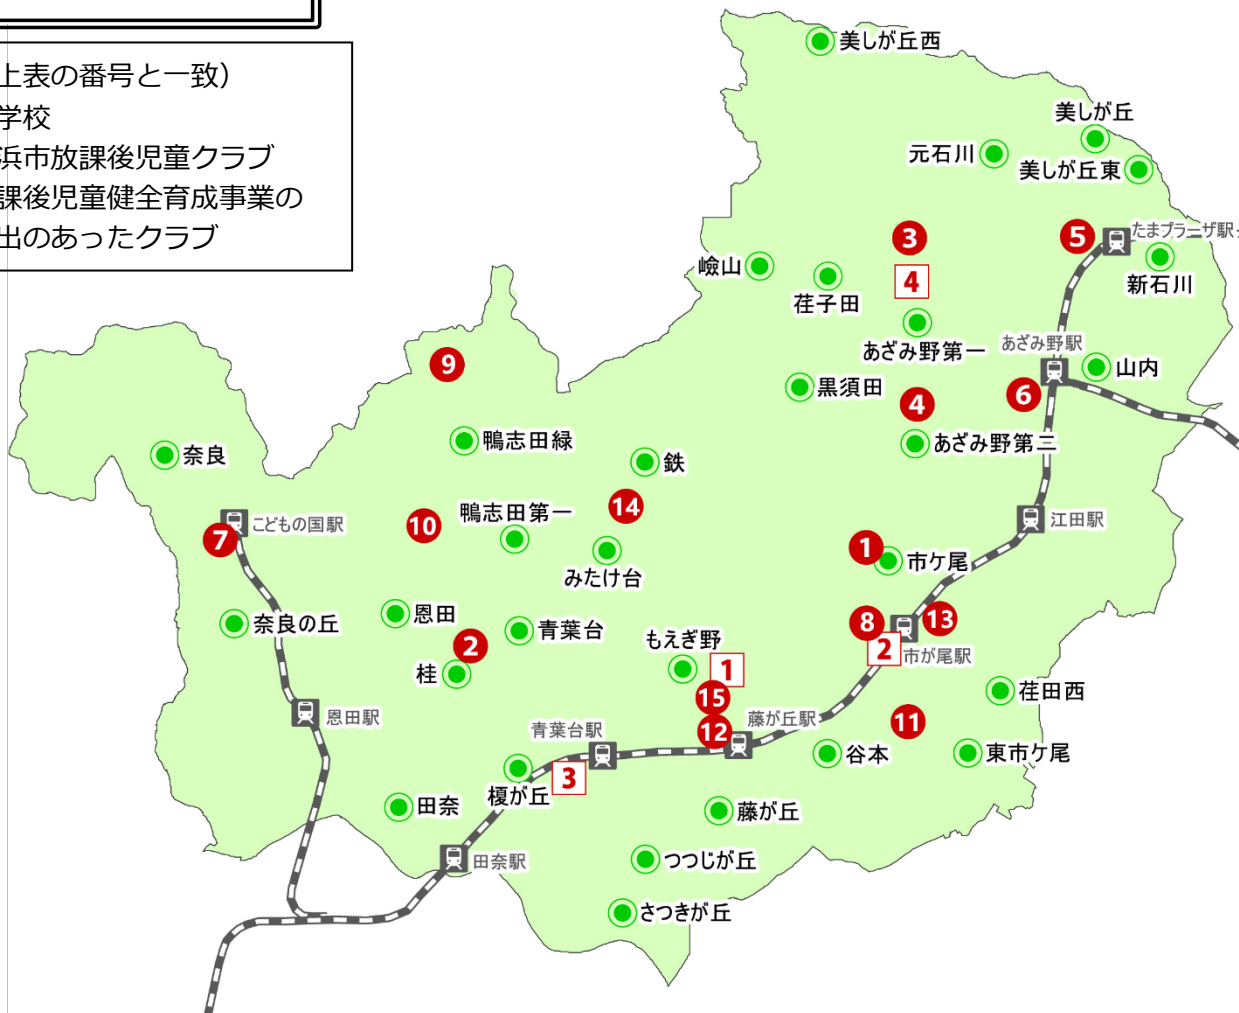 上表の番号と一致）
学校
浜市放課後児童クラブ
課後児童健全育成事業の
出のあったクラブ
美しが丘西
美しが丘
元石川
美しが丘東
3
5
たまプラーザ駅
嶮山
荏子田
4
新石川
あざみ野第一
あざみ野駅
9
山内
黒須田
4
6
鴨志田緑
あざみ野第二
奈良
鉄
14
鴨志田第一
10
こどもの国駅
7
江田駅
1
市ケ尾
みたけ台
恩田
奈良の丘
青葉台
8
13
もえぎ野
2
2
市が尾駅
桂
1
荏田西
15
恩田駅
11
藤が丘駅
青葉台駅
12
谷本
東市ケ尾
3
榎が丘
田奈
藤が丘
田奈駅
つつじが丘
さつきが丘